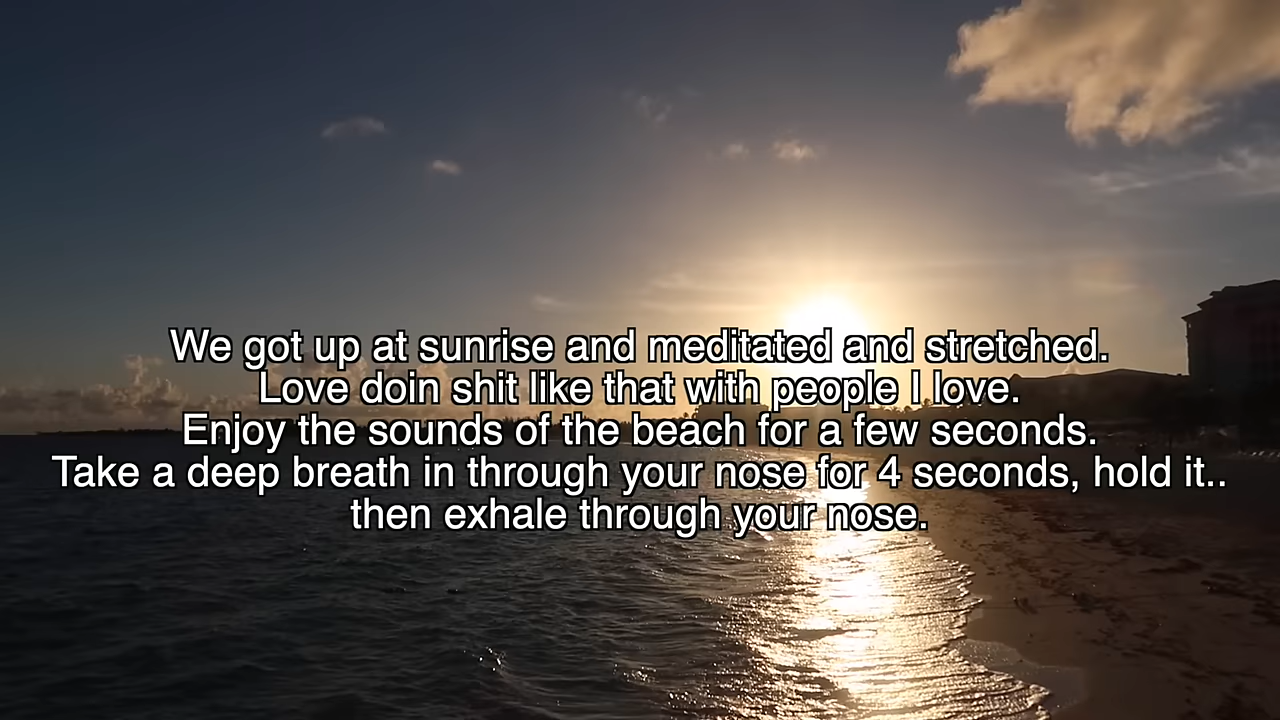 We got up at sunrise and meditated and stretched.
Love doin shit like that with people I love.
Enjoy the sounds of the beach for a few seconds.
Take a deep breath in through your nose for 4 seconds, hold it..
then exhale through your nose.